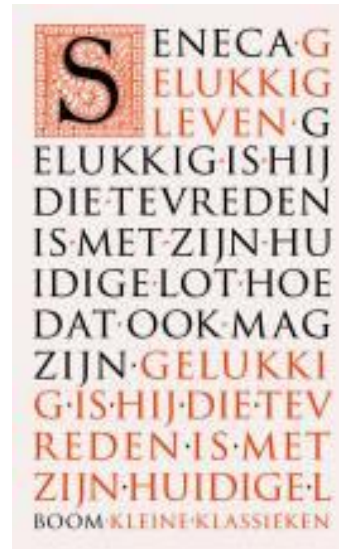 SENECA·G
ELUKKIG
LEVEN·G
ELUKKIG·IS·HIJ
DIE·TEVREDEN
IS·MET·ZIJN·HU
IDIGE·LOT·HOE
DAT·OOK·MAG
ZIJN·GELUKKI
G·IS·HIJ·DIE·TEV
REDEN·IS·MET
ZIJN·HUIDIGE·L
BOOM·KLEINE·KLASSIEKEN